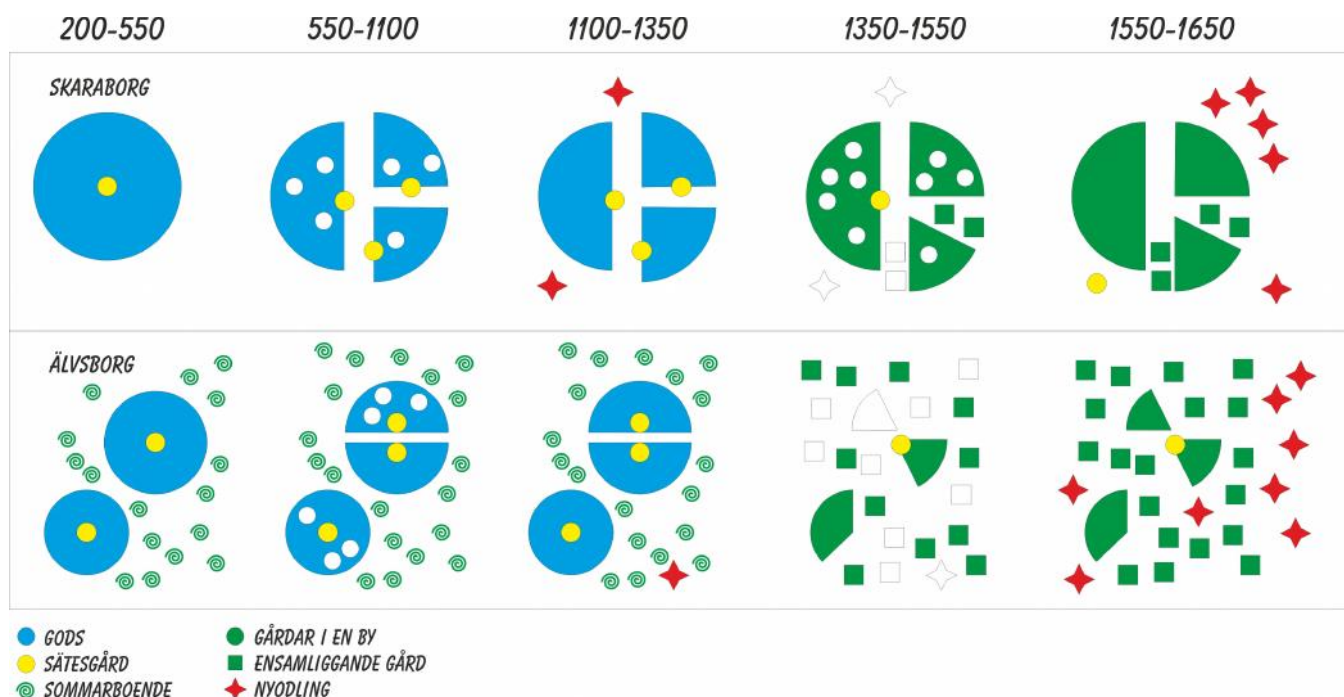 200-550 550-1100 1100-1350 1350-1550 1550-1650
SKARABORG
ÄLVSBORG
GODS
SÄTESGÅRD
SOMMARBOENDE
GÅRDAR I EN BY
ENSAMLIGGANDE GÅRD
NYODLING